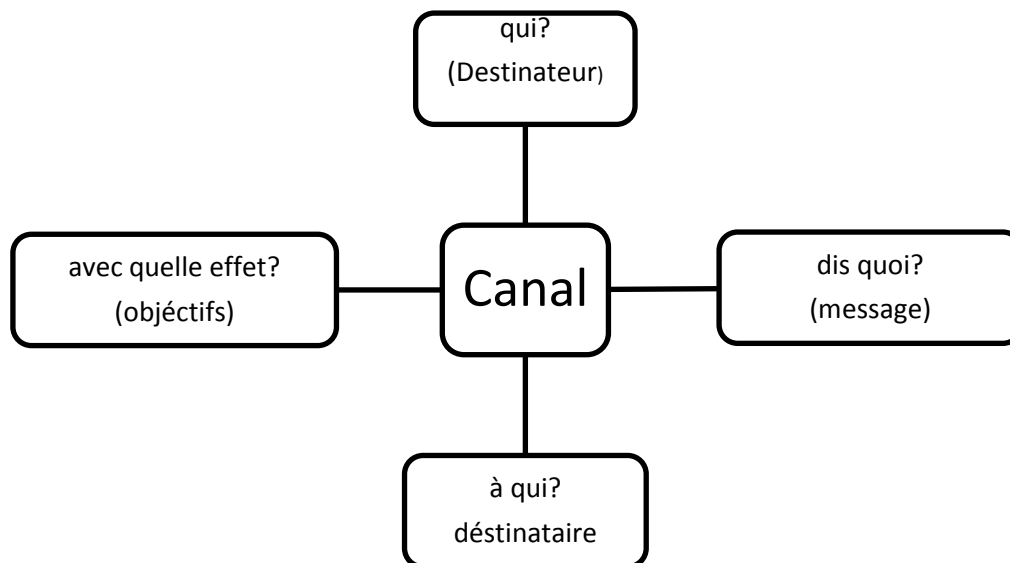 qui?
(Destinateur)
avec quelle effet?
(objéctifs)
Canal
dis quoi?
(message)
à qui?
déstinataire